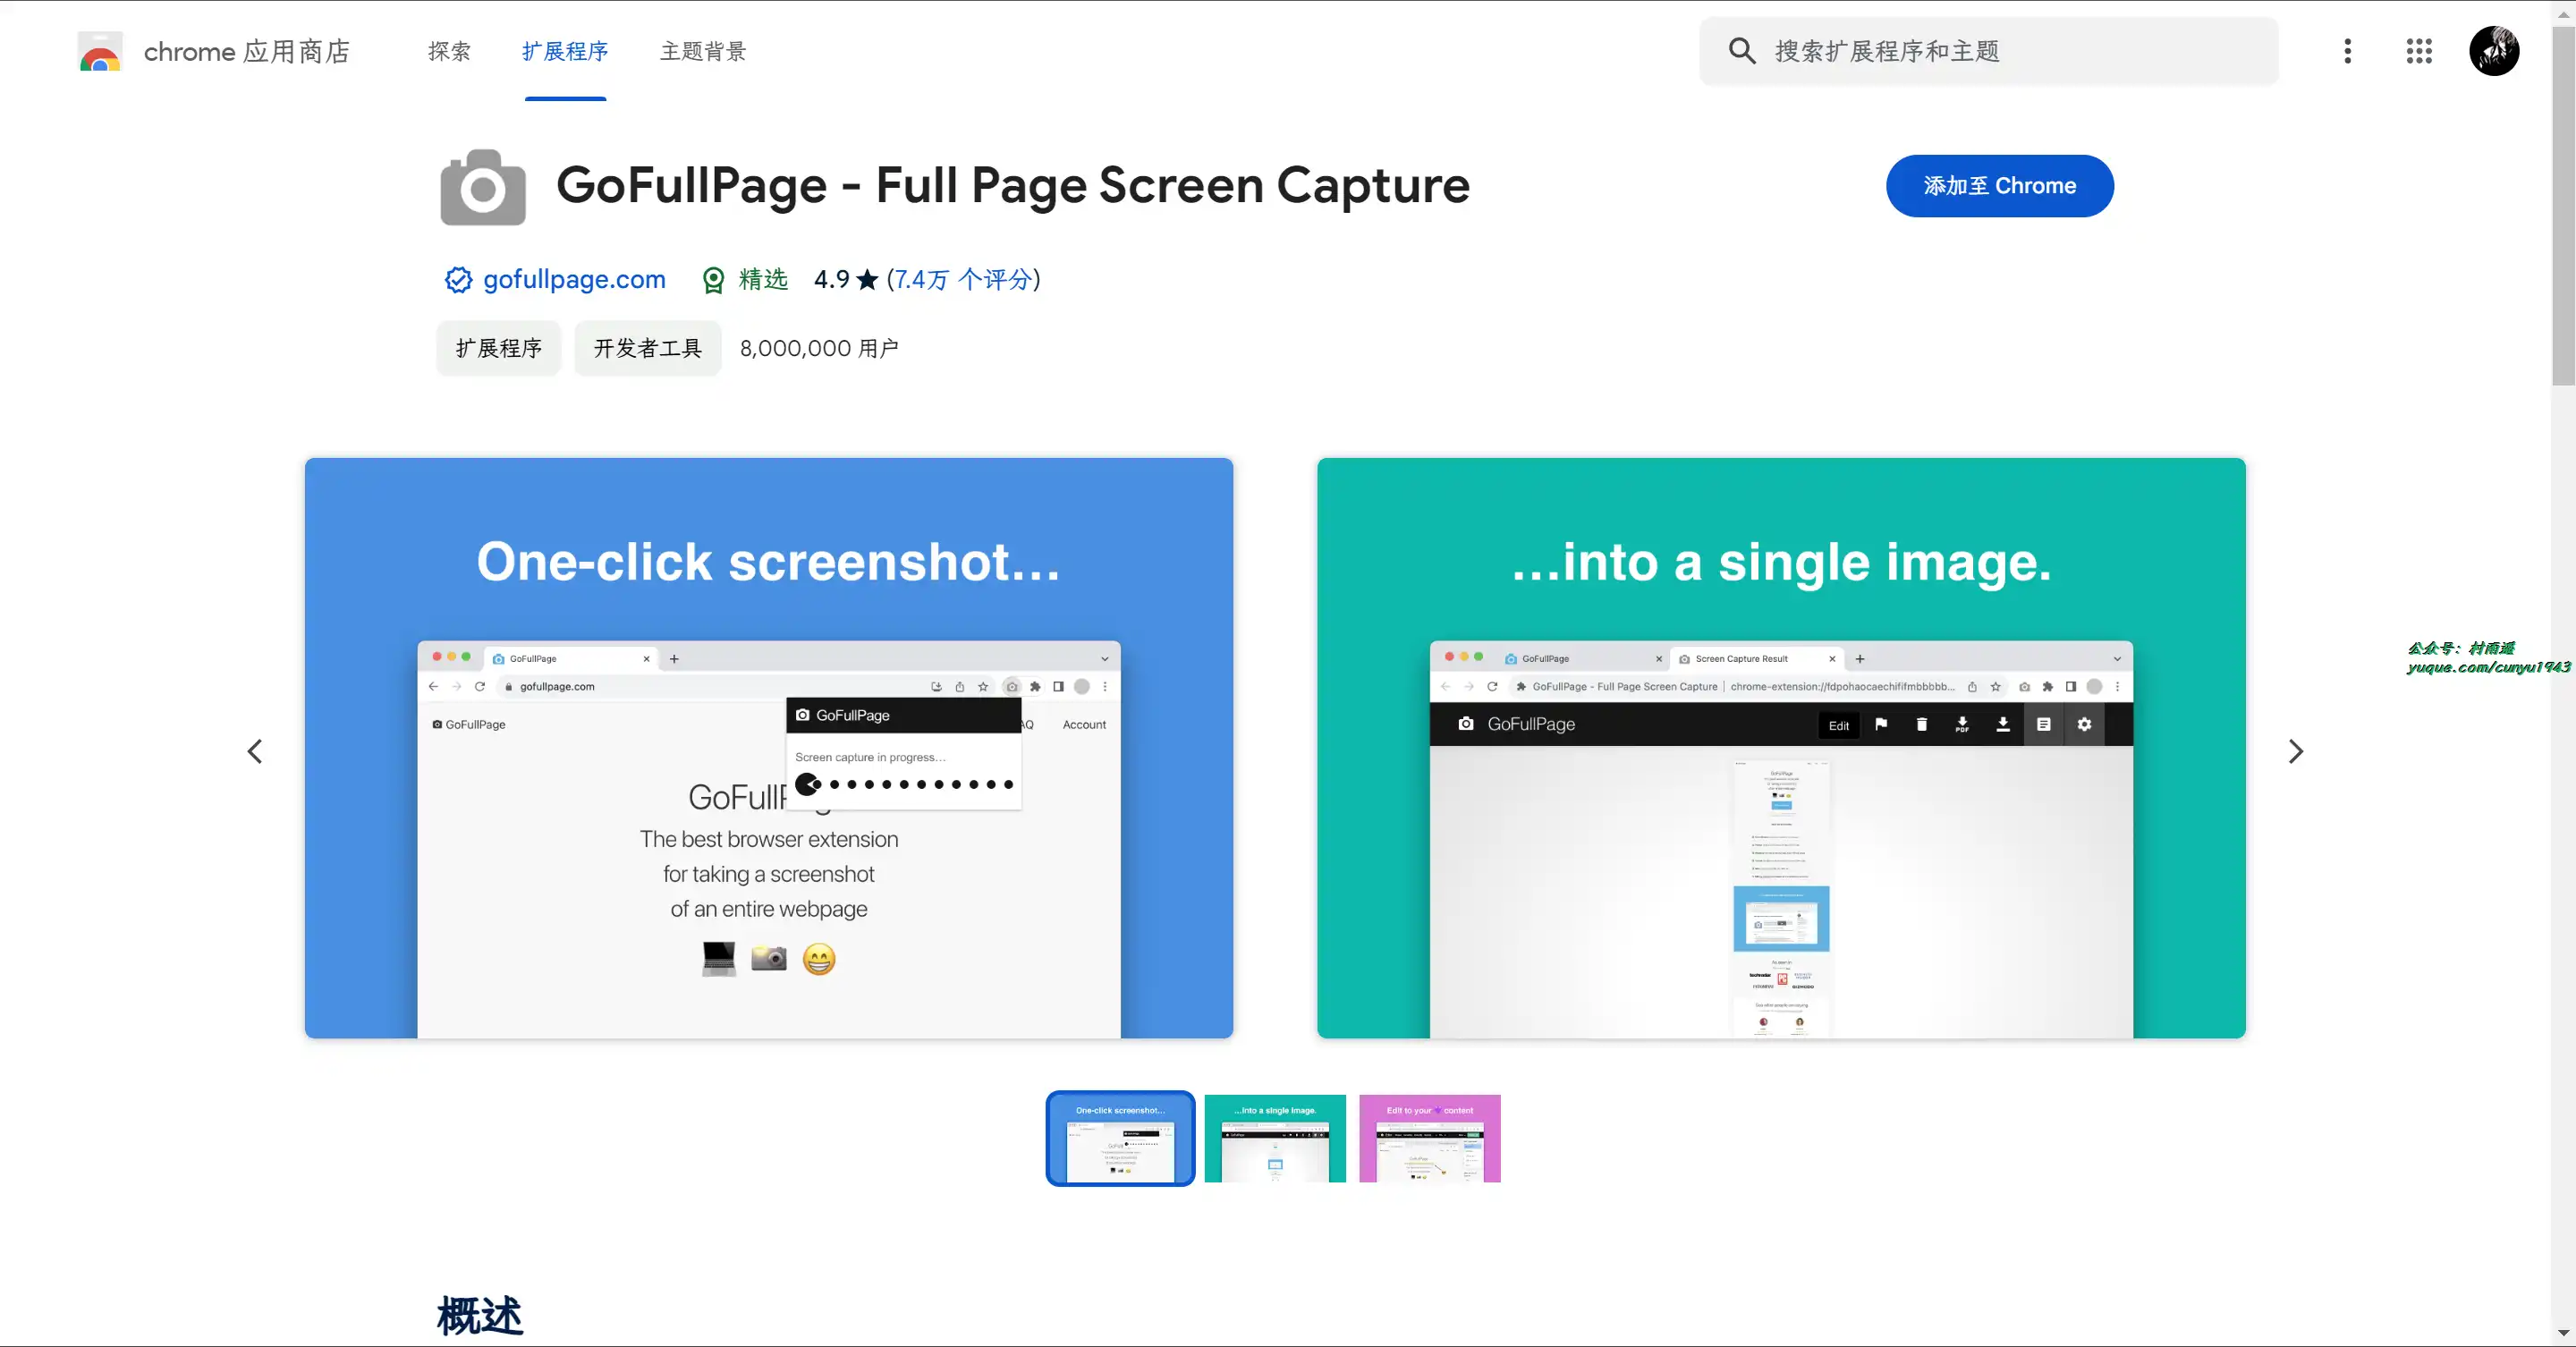 chrome 应用商店
探索
扩展程序
主题背景
搜索扩展程序和主题
GoFullPage - Full Page Screen Capture
添加至 Chrome
gofullpage.com
精选
4.9 ★ (7.4万 个评分)
扩展程序
开发者工具
8,000,000 用户
One-click screenshot...
GoFullPage
gofullpage.com
GoFullPage
GoFullPage
AQ
Account
Screen capture in progress...
GoFullP
The best browser extension
for taking a screenshot
of an entire webpage
...into a single image.
GoFullPage
Screen Capture Result
GoFullPage - Full Page Screen Capture | chrome-extension://fdpohaocaechififmbbbbb...
GoFullPage
Edit
PDF
GoFullPage
As seen in
公众号：村雨遥
yuque.com/cunyu1943
One-click screenshot...
...into a single image.
Edit to your 💜 content
概述